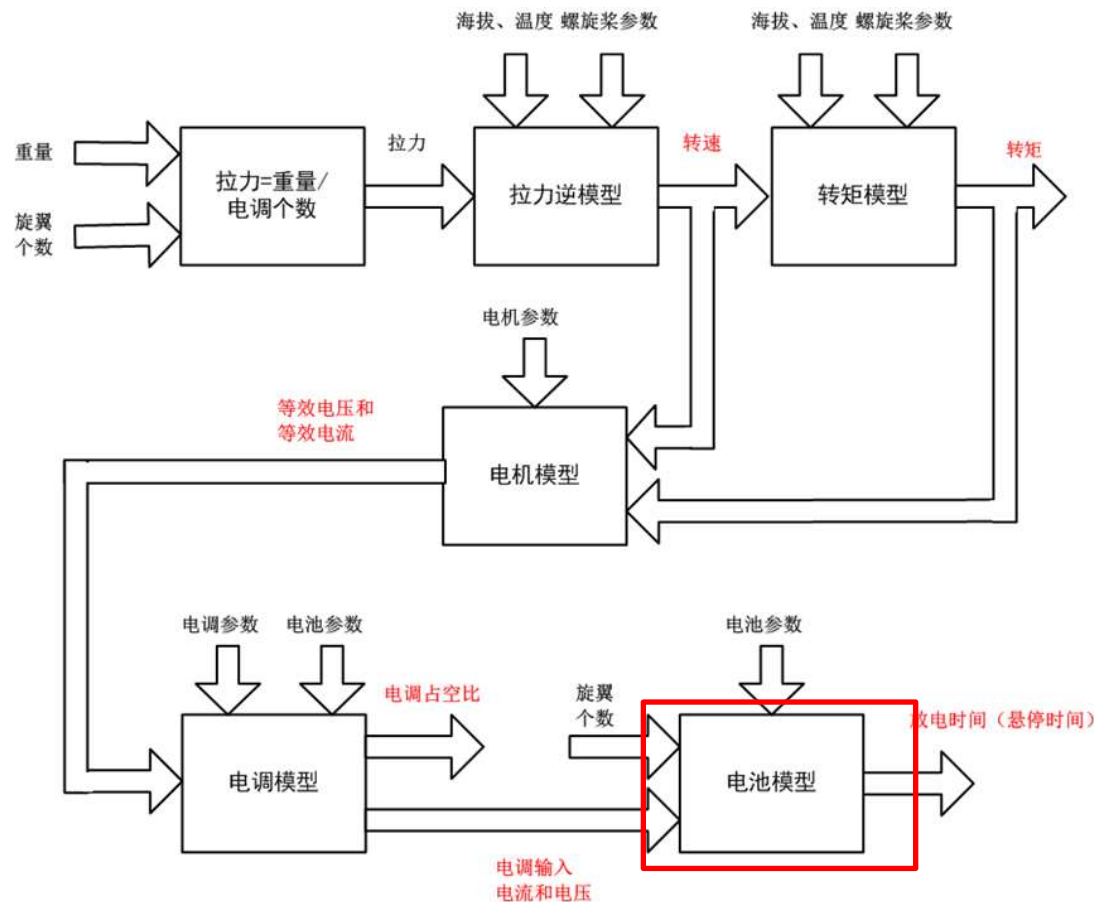 海拔、温度 螺旋桨参数
海拔、温度 螺旋桨参数
重量
旋翼
个数
拉力=重量/
电调个数
拉力
拉力逆模型
转速
转矩模型
转矩
电机参数
等效电压和
等效电流
电机模型
电调参数
电池参数
电调占空比
旋翼
个数
电池参数
放电时间（悬停时间）
电调模型
电池模型
电调输入
电流和电压